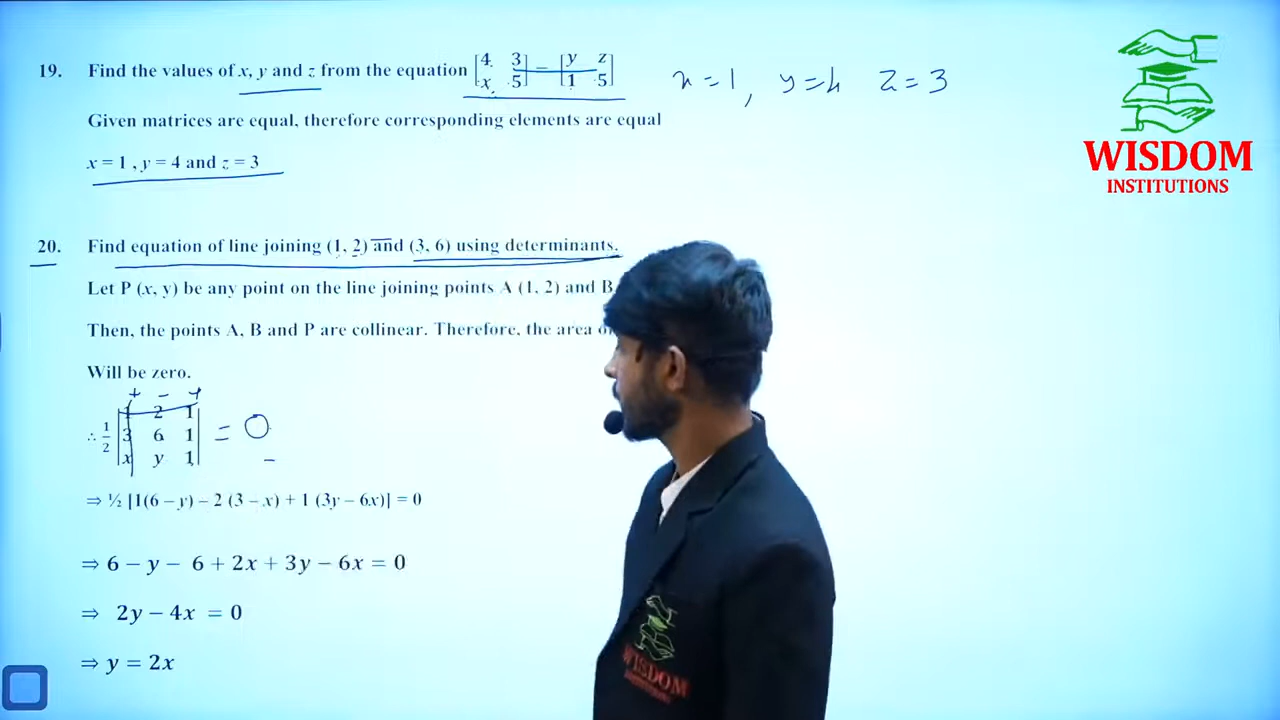 19. Find the values of x, y and z from the equation [4 3 x 5] = [y z 1 5] x = 1, y = 4 z = 3
Given matrices are equal, therefore corresponding elements are equal
x = 1 , y = 4 and z = 3
20. Find equation of line joining (1, 2) and (3, 6) using determinants.
Let P (x, y) be any point on the line joining points A (1, 2) and B
Then, the points A, B and P are collinear. Therefore, the area
Will be zero.
+ − +
1 2 1
∴ ½ 3 6 1 = 0
x y 1
⇒ ½ [1(6 – y) – 2 (3 – x) + 1 (3y – 6x)] = 0
⇒ 6 − y − 6 + 2x + 3y − 6x = 0
⇒ 2y − 4x = 0
⇒ y = 2x
WISDOM
INSTITUTIONS
WISDOM
INSTITUTIONS